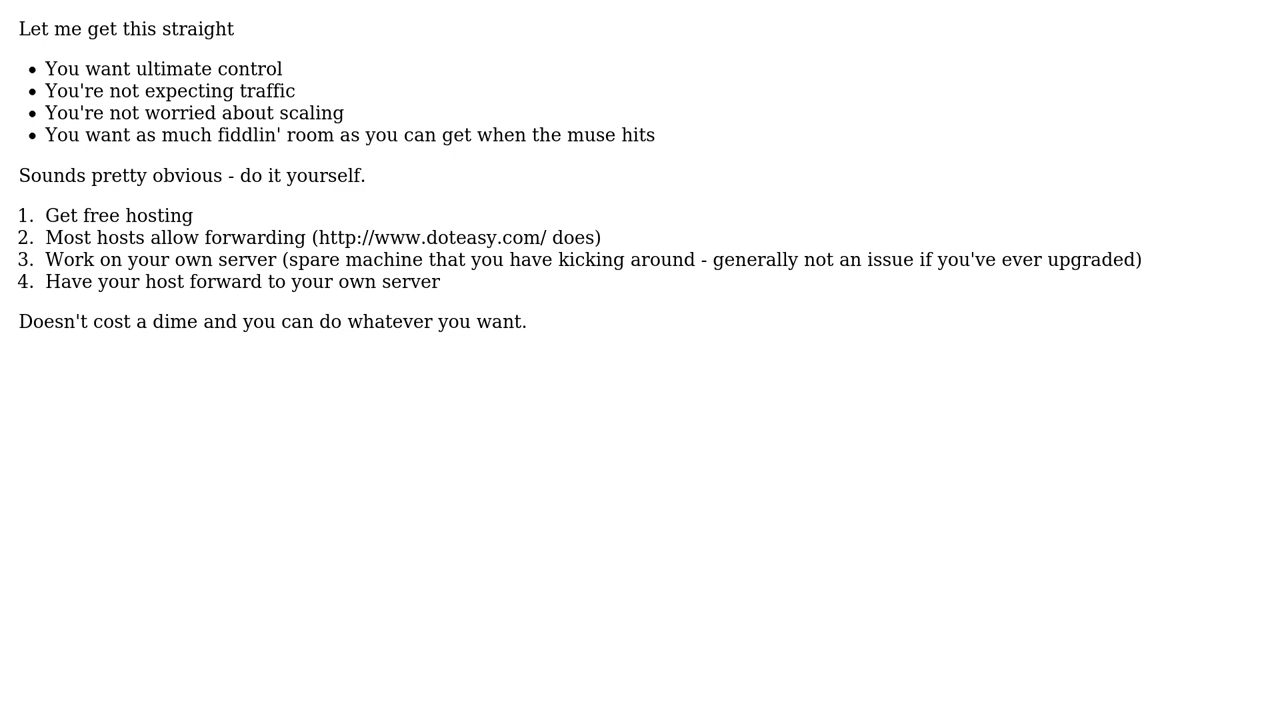 Let me get this straight
• You want ultimate control
• You're not expecting traffic
• You're not worried about scaling
• You want as much fiddlin' room as you can get when the muse hits
Sounds pretty obvious - do it yourself.
1. Get free hosting
2. Most hosts allow forwarding (http://www.doteasy.com/ does)
3. Work on your own server (spare machine that you have kicking around - generally not an issue if you've ever upgraded)
4. Have your host forward to your own server
Doesn't cost a dime and you can do whatever you want.